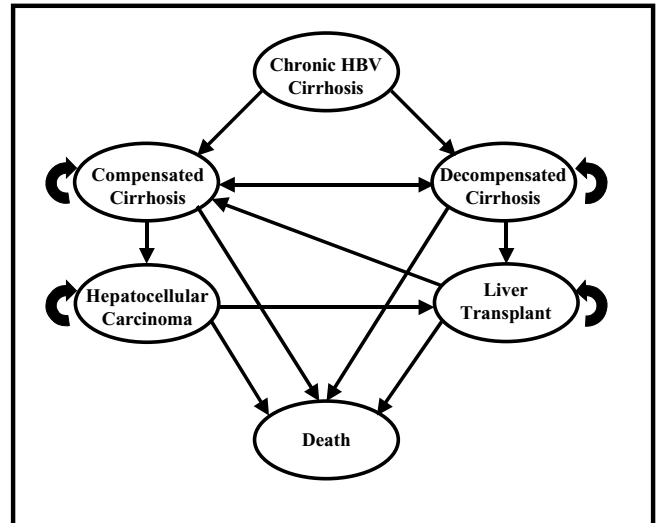 Chronic HBV
Cirrhosis
Compensated
Cirrhosis
Decompensated
Cirrhosis
Hepatocellular
Carcinoma
Liver
Transplant
Death